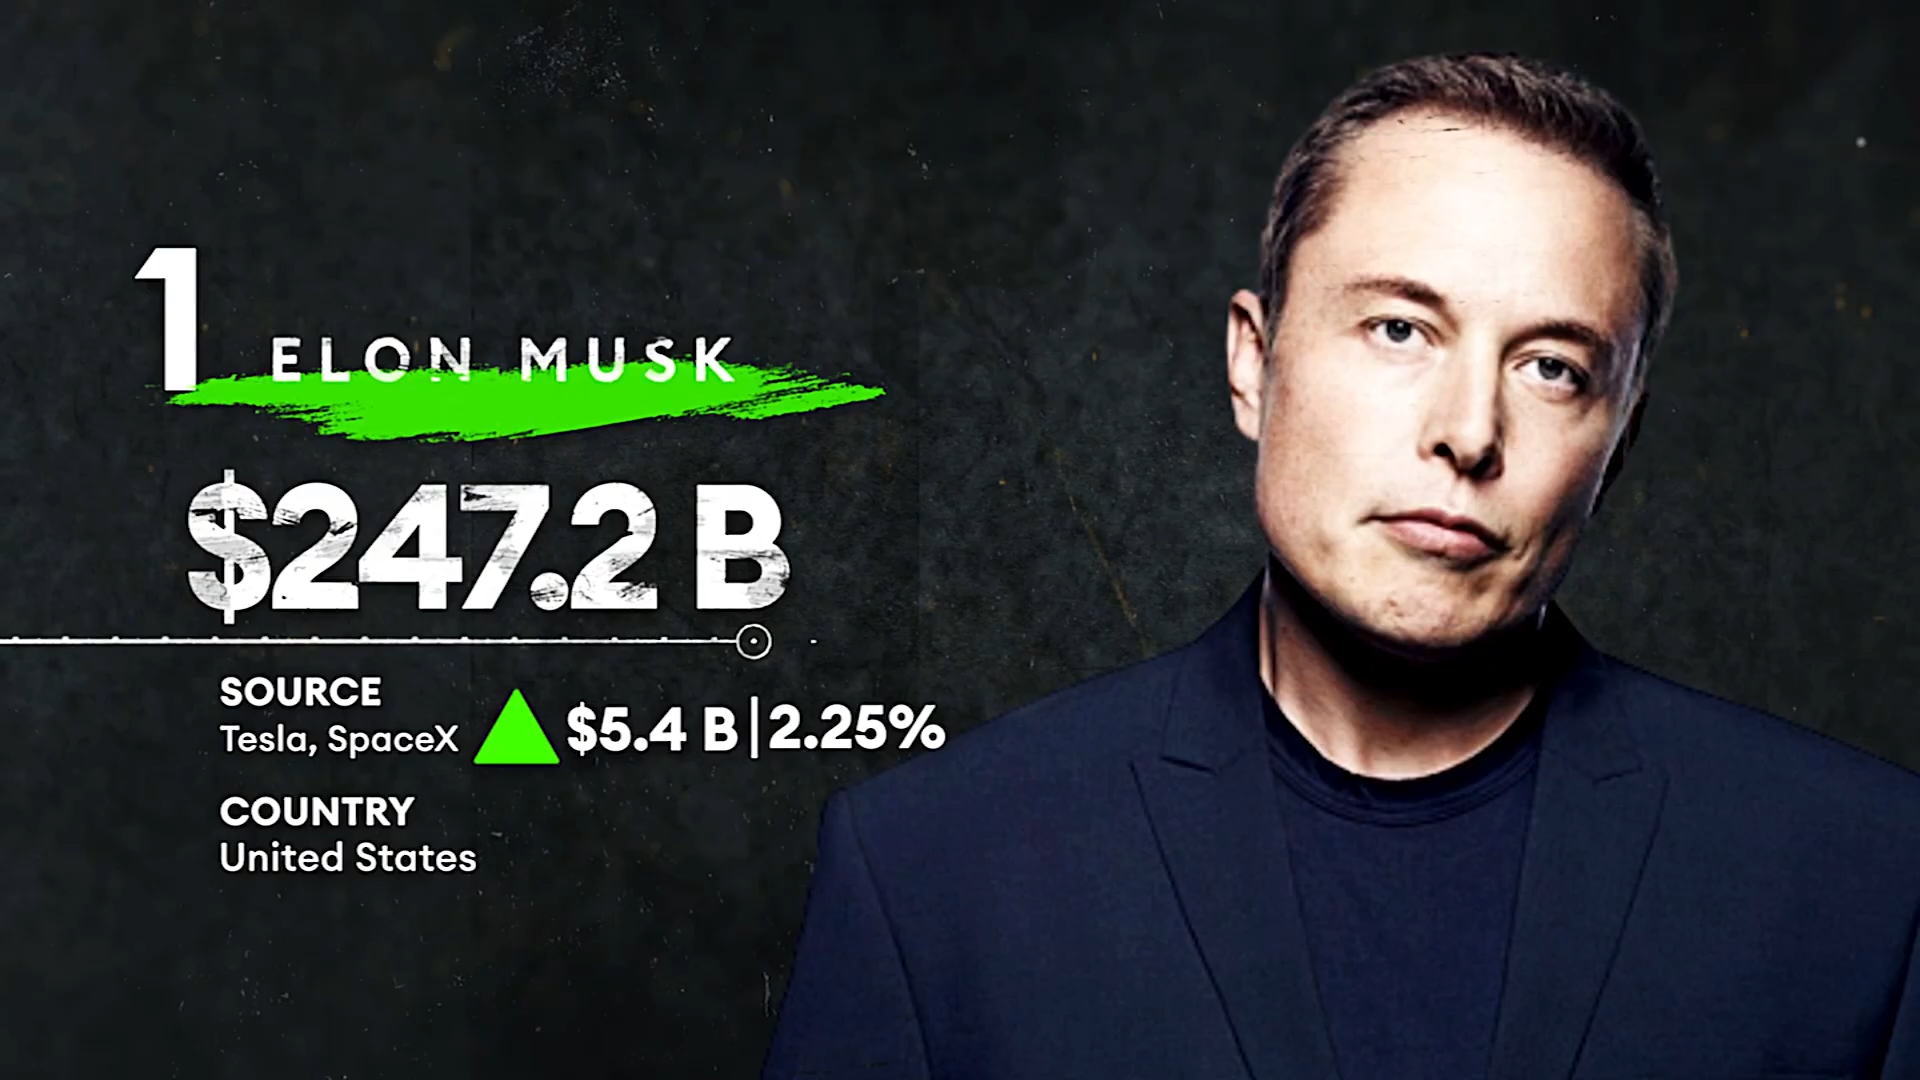 1 ELON MUSK
$247.2 B
SOURCE
Tesla, SpaceX
$5.4 B|2.25%
COUNTRY
United States